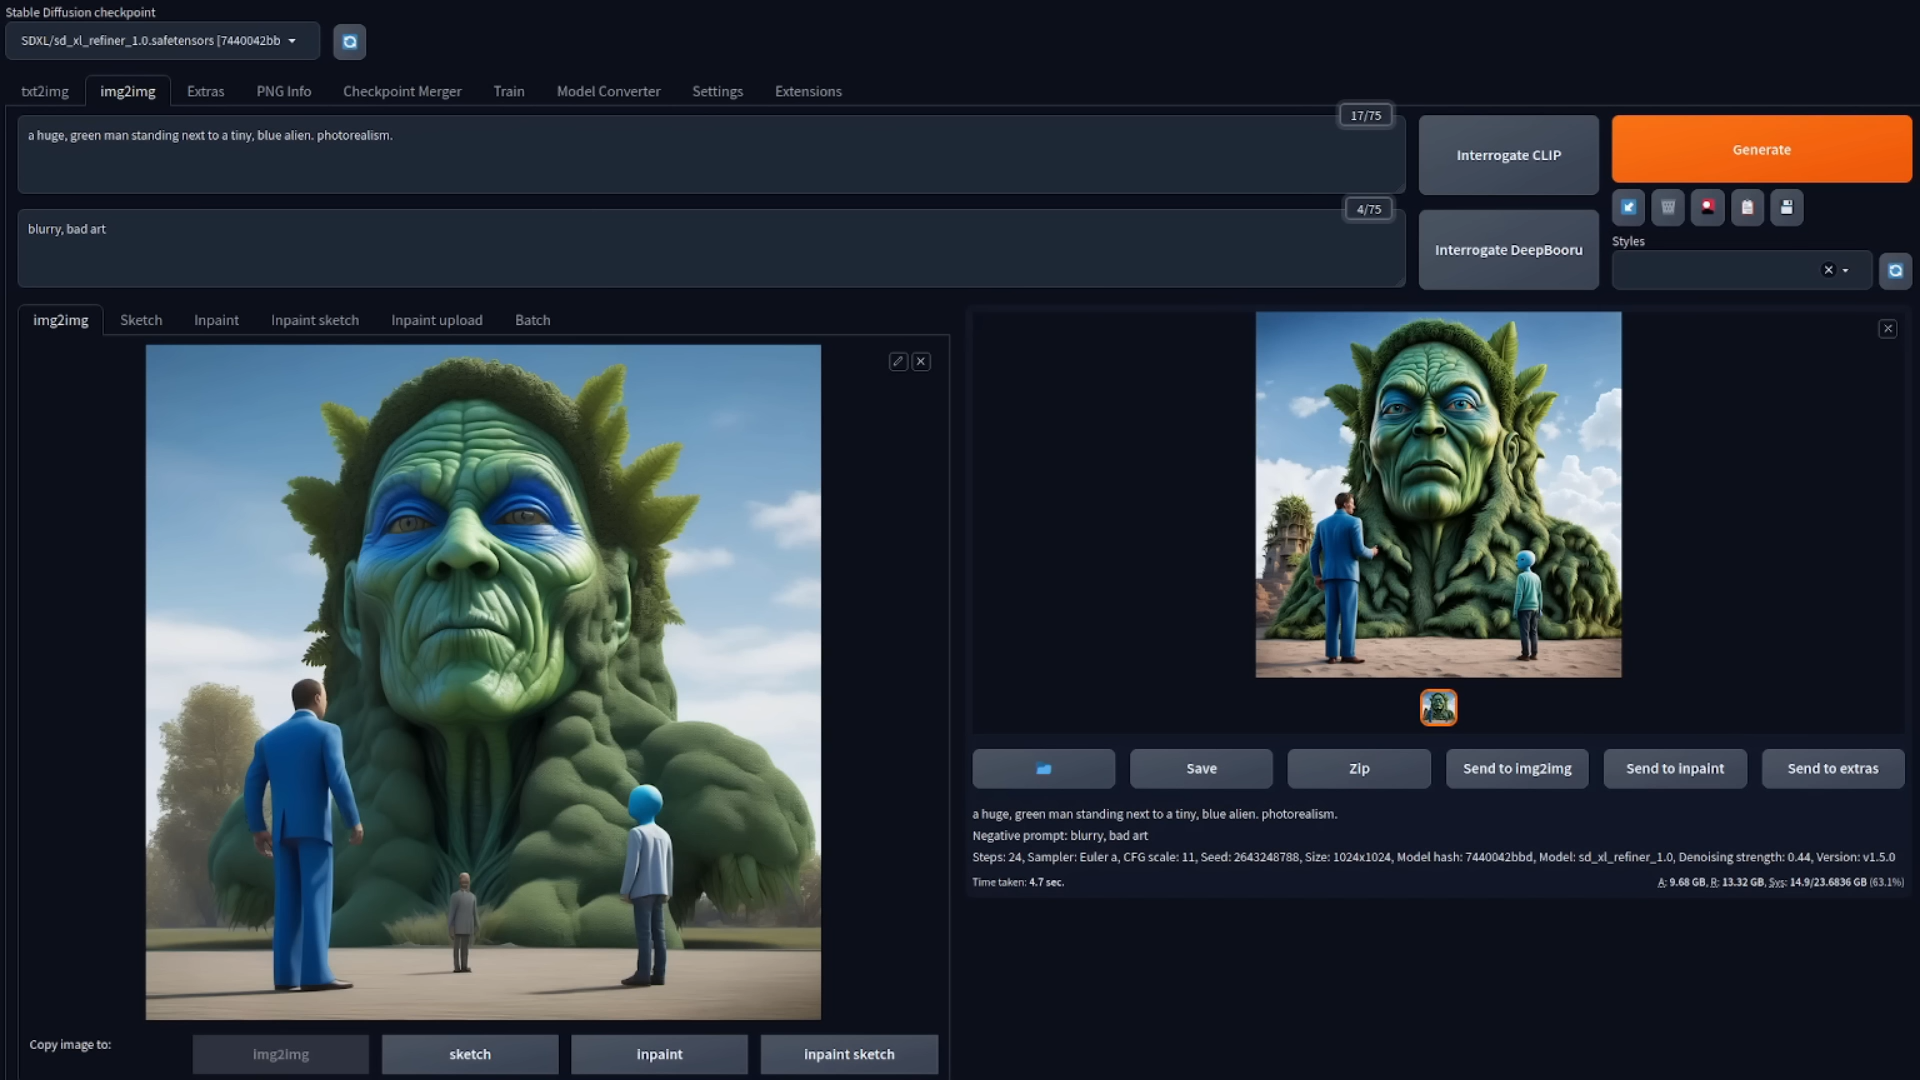 Stable Diffusion checkpoint
SDXL/sd_xl_refiner_1.0.safetensors [7440042bb
txt2img
img2img
Extras
PNG Info
Checkpoint Merger
Train
Model Converter
Settings
Extensions
17/75
a huge, green man standing next to a tiny, blue alien. photorealism.
Interrogate CLIP
Generate
4/75
blurry, bad art
Interrogate DeepBooru
Styles
img2img
Sketch
Inpaint
Inpaint sketch
Inpaint upload
Batch
Save
Zip
Send to img2img
Send to inpaint
Send to extras
a huge, green man standing next to a tiny, blue alien. photorealism.
Negative prompt: blurry, bad art
Steps: 24, Sampler: Euler a, CFG scale: 11, Seed: 2643248788, Size: 1024x1024, Model hash: 7440042bbd, Model: sd_xl_refiner_1.0, Denoising strength: 0.44, Version: v1.5.0
Time taken: 4.7 sec.
A: 9.68 GB, R: 13.32 GB, Sys: 14.9/23.6836 GB (63.1%)
Copy image to:
img2img
sketch
inpaint
inpaint sketch